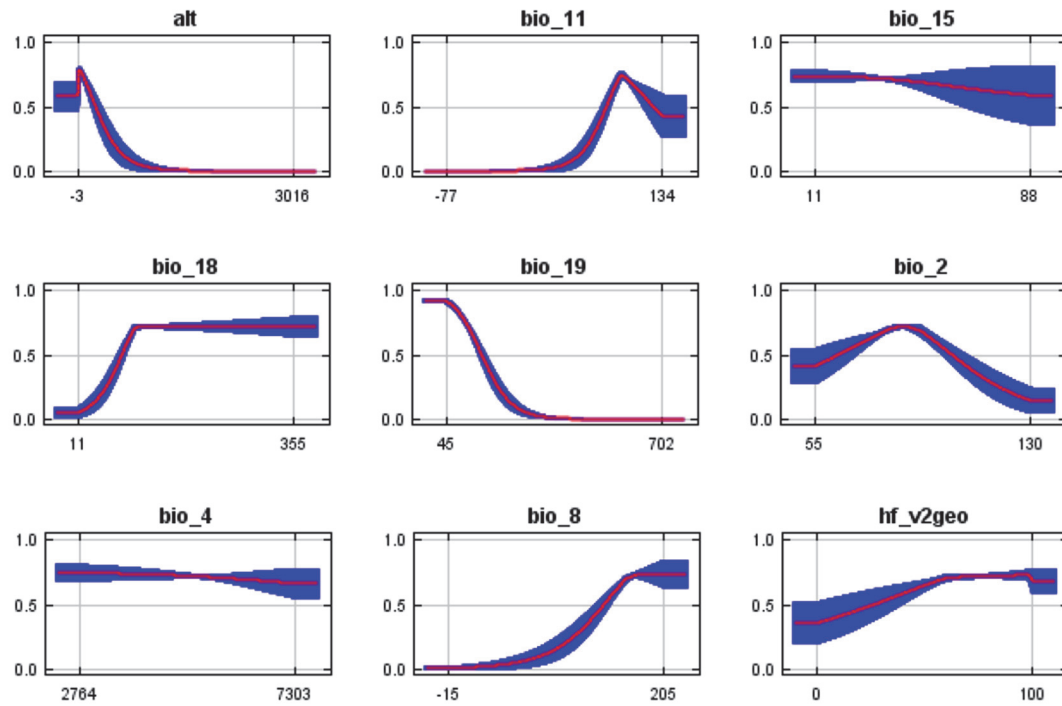 alt bio_11 bio_15
1.0 1.0 1.0
0.5 0.5 0.5
0.0 0.0 0.0
-3 3016 -77 134 11 88
bio_18 bio_19 bio_2
1.0 1.0 1.0
0.5 0.5 0.5
0.0 0.0 0.0
11 355 45 702 55 130
bio_4 bio_8 hf_v2geo
1.0 1.0 1.0
0.5 0.5 0.5
0.0 0.0 0.0
2764 7303 -15 205 0 100